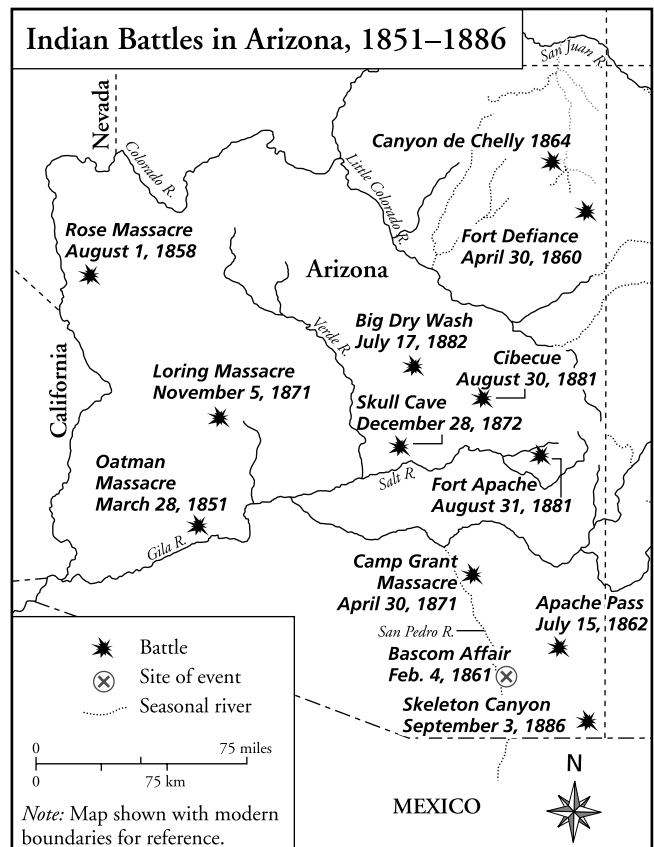 Indian Battles in Arizona, 1851–1886
San Juan R.
Nevada
Colorado R.
Canyon de Chelly 1864
Little Colorado R.
Rose Massacre
August 1, 1858
Fort Defiance
April 30, 1860
Arizona
Verde R.
Big Dry Wash
July 17, 1882
Cibecue
August 30, 1881
California
Loring Massacre
November 5, 1871
Skull Cave
December 28, 1872
Oatman
Massacre
March 28, 1851
Salt R.
Fort Apache
August 31, 1881
Gila R.
Camp Grant
Massacre
April 30, 1871
Apache Pass
July 15, 1862
San Pedro R.
Bascom Affair
Feb. 4, 1861
Skeleton Canyon
September 3, 1886
Battle
Site of event
Seasonal river
0 75 miles
0 75 km
Note: Map shown with modern
boundaries for reference.
MEXICO
N